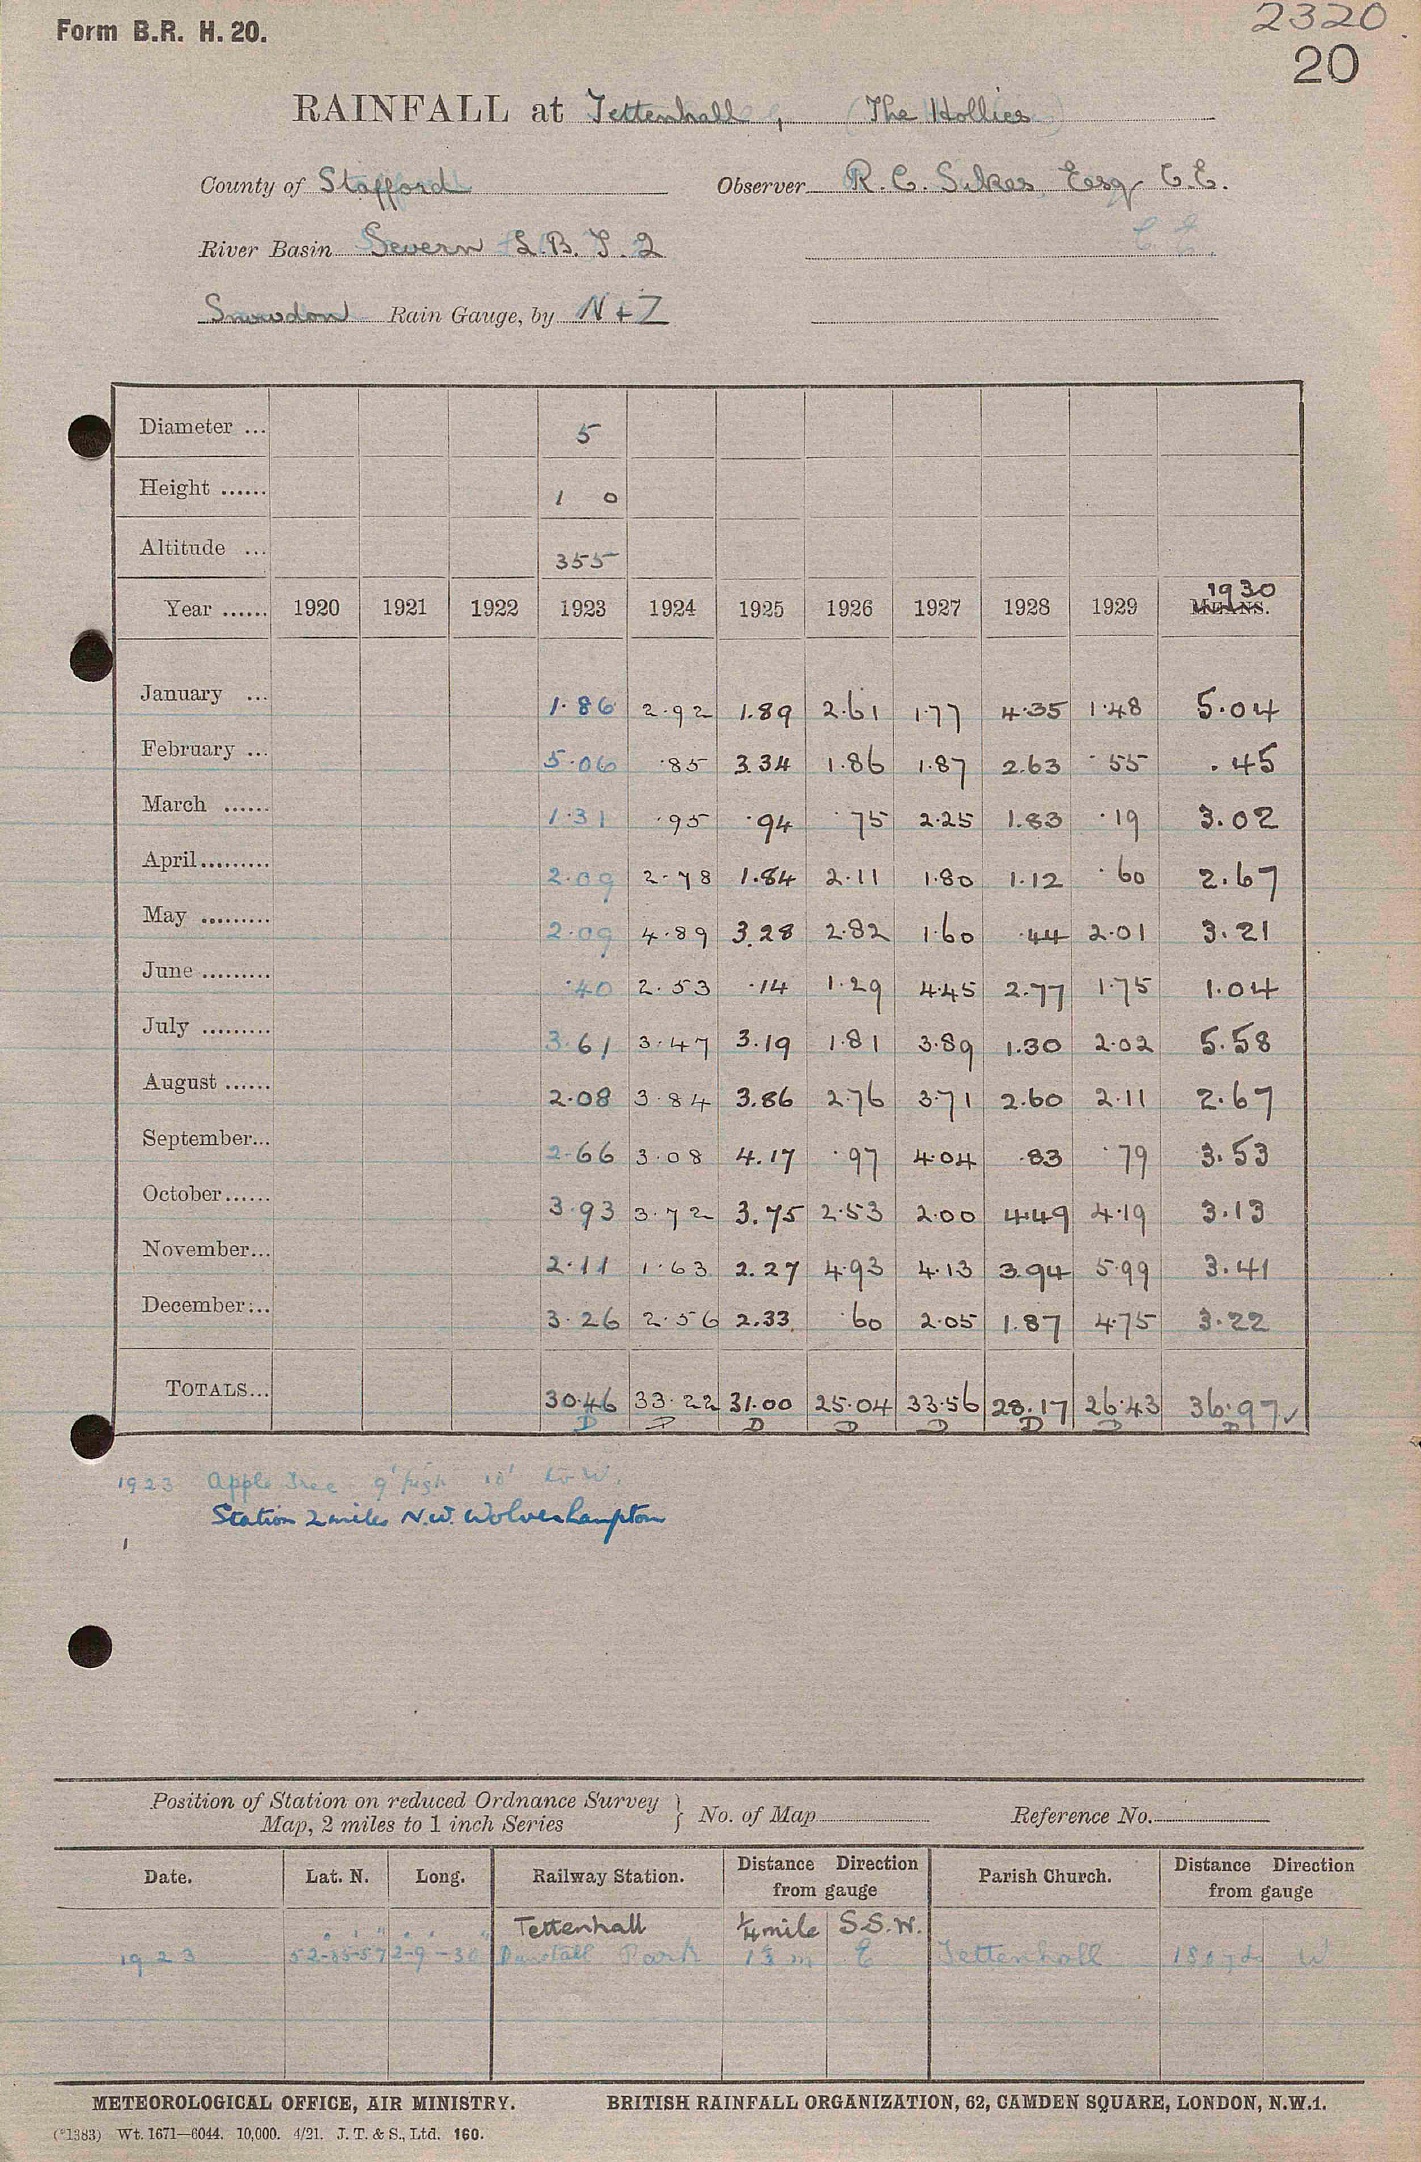 Form B.R. H. 20.
2320
20
RAINFALL at Tettenhall, (The Hollies)
County of Stafford Observer R. C. Sikes Esq C.E.
River Basin Severn L.B.T.2
Snowdon Rain Gauge, by N + Z
Diameter ... 5
Height ...... 1 0
Altitude ... 355
Year ...... 1920 1921 1922 1923 1924 1925 1926 1927 1928 1929 MEANS. 1930
January ... 1.86 2.92 1.89 2.61 1.77 4.35 1.48 5.04
February ... 5.06 .85 3.34 1.86 1.87 2.63 .55 .45
March ...... 1.31 .95 .94 .75 2.25 1.83 .19 3.02
April......... 2.09 2.78 1.84 2.11 1.80 1.12 .60 2.67
May ......... 2.09 4.89 3.28 2.82 1.60 .44 2.01 3.21
June ......... .40 2.53 .14 1.29 4.45 2.77 1.75 1.04
July ......... 3.61 3.47 3.19 1.81 3.89 1.30 2.02 5.58
August ...... 2.08 3.84 3.86 2.76 3.71 2.60 2.11 2.67
September... 2.66 3.08 4.17 .97 4.04 .83 .79 3.53
October...... 3.93 3.72 3.75 2.53 2.00 4.49 4.19 3.13
November... 2.11 1.63 2.27 4.93 4.13 3.94 5.99 3.41
December... 3.26 2.56 2.33 .60 2.05 1.87 4.75 3.22
TOTALS... 30.46 33.22 31.00 25.04 33.56 28.17 26.43 36.97 ✓
D D D D D D D D
1923 Apple Tree 9' high 10' to W.
Station 2 miles N.W. Wolverhampton
Position of Station on reduced Ordnance Survey
Map, 2 miles to 1 inch Series } No. of Map Reference No.
Date. Lat. N. Long. Railway Station. Distance Direction from gauge Parish Church. Distance Direction from gauge
Tettenhall 1/4 mile S.S.W.
1923 52-35-57 2-9-30 Dunstall Park m E Tettenhall W
METEOROLOGICAL OFFICE, AIR MINISTRY. BRITISH RAINFALL ORGANIZATION, 62, CAMDEN SQUARE, LONDON, N.W.1.
(*1383) Wt. 1671—6044. 10,000. 4/21. J. T. & S., Ltd. 160.